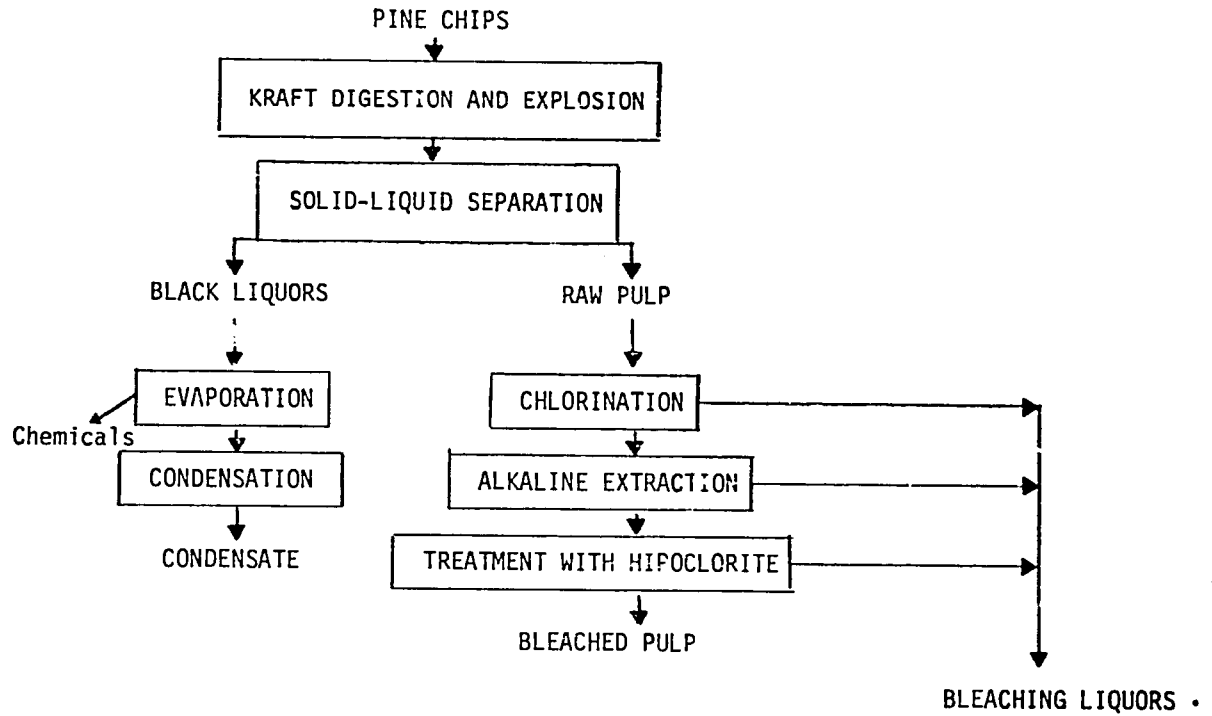 PINE CHIPS
KRAFT DIGESTION AND EXPLOSION
SOLID-LIQUID SEPARATION
BLACK LIQUORS
RAW PULP
EVAPORATION
CHLORINATION
Chemicals
CONDENSATION
ALKALINE EXTRACTION
CONDENSATE
TREATMENT WITH HIFOCLORITE
BLEACHED PULP
BLEACHING LIQUORS .